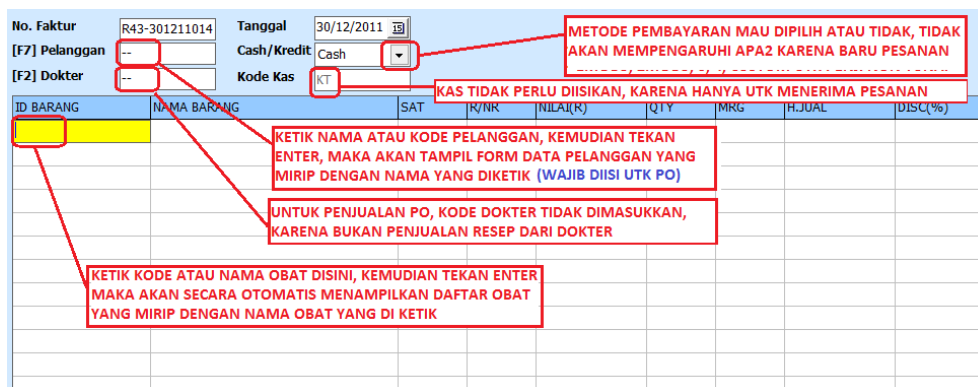 No. Faktur R43-301211014 Tanggal 30/12/2011 15
[F7] Pelanggan -- Cash/Kredit Cash
[F2] Dokter -- Kode Kas KT
METODE PEMBAYARAN MAU DIPILIH ATAU TIDAK, TIDAK
AKAN MEMPENGARUHI APA2 KARENA BARU PESANAN
KAS TIDAK PERLU DIISIKAN, KARENA HANYA UTK MENERIMA PESANAN
ID BARANG NAMA BARANG SAT R/NR NILAI(R) QTY MRG H.JUAL DISC(%)
KETIK NAMA ATAU KODE PELANGGAN, KEMUDIAN TEKAN
ENTER, MAKA AKAN TAMPIL FORM DATA PELANGGAN YANG
MIRIP DENGAN NAMA YANG DIKETIK (WAJIB DIISI UTK PO)
UNTUK PENJUALAN PO, KODE DOKTER TIDAK DIMASUKKAN,
KARENA BUKAN PENJUALAN RESEP DARI DOKTER
KETIK KODE ATAU NAMA OBAT DISINI, KEMUDIAN TEKAN ENTER
MAKA AKAN SECARA OTOMATIS MENAMPILKAN DAFTAR OBAT
YANG MIRIP DENGAN NAMA OBAT YANG DI KETIK